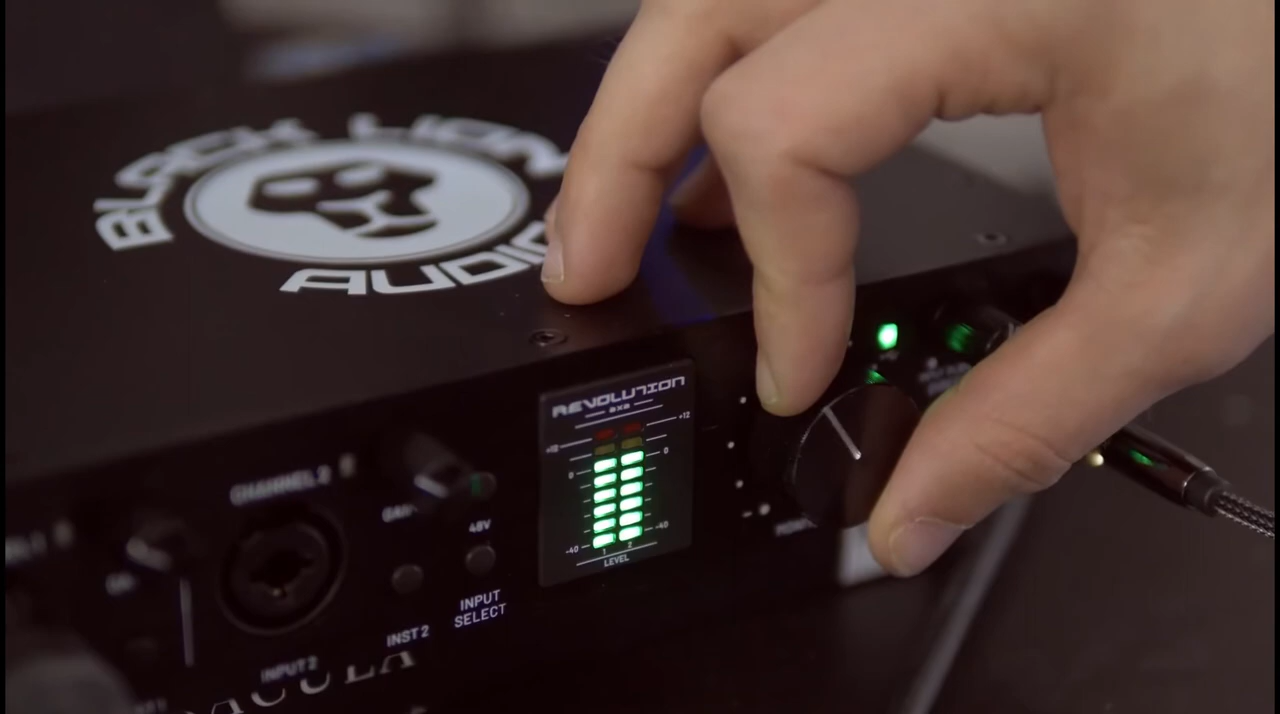 BLACK LION
AUDIO
REVOLUTION
2x2
+12
+12
0
0
-40
-40
1 2
LEVEL
CHANNEL 2
GAIN
48V
INPUT
SELECT
INST 2
INPUT 2